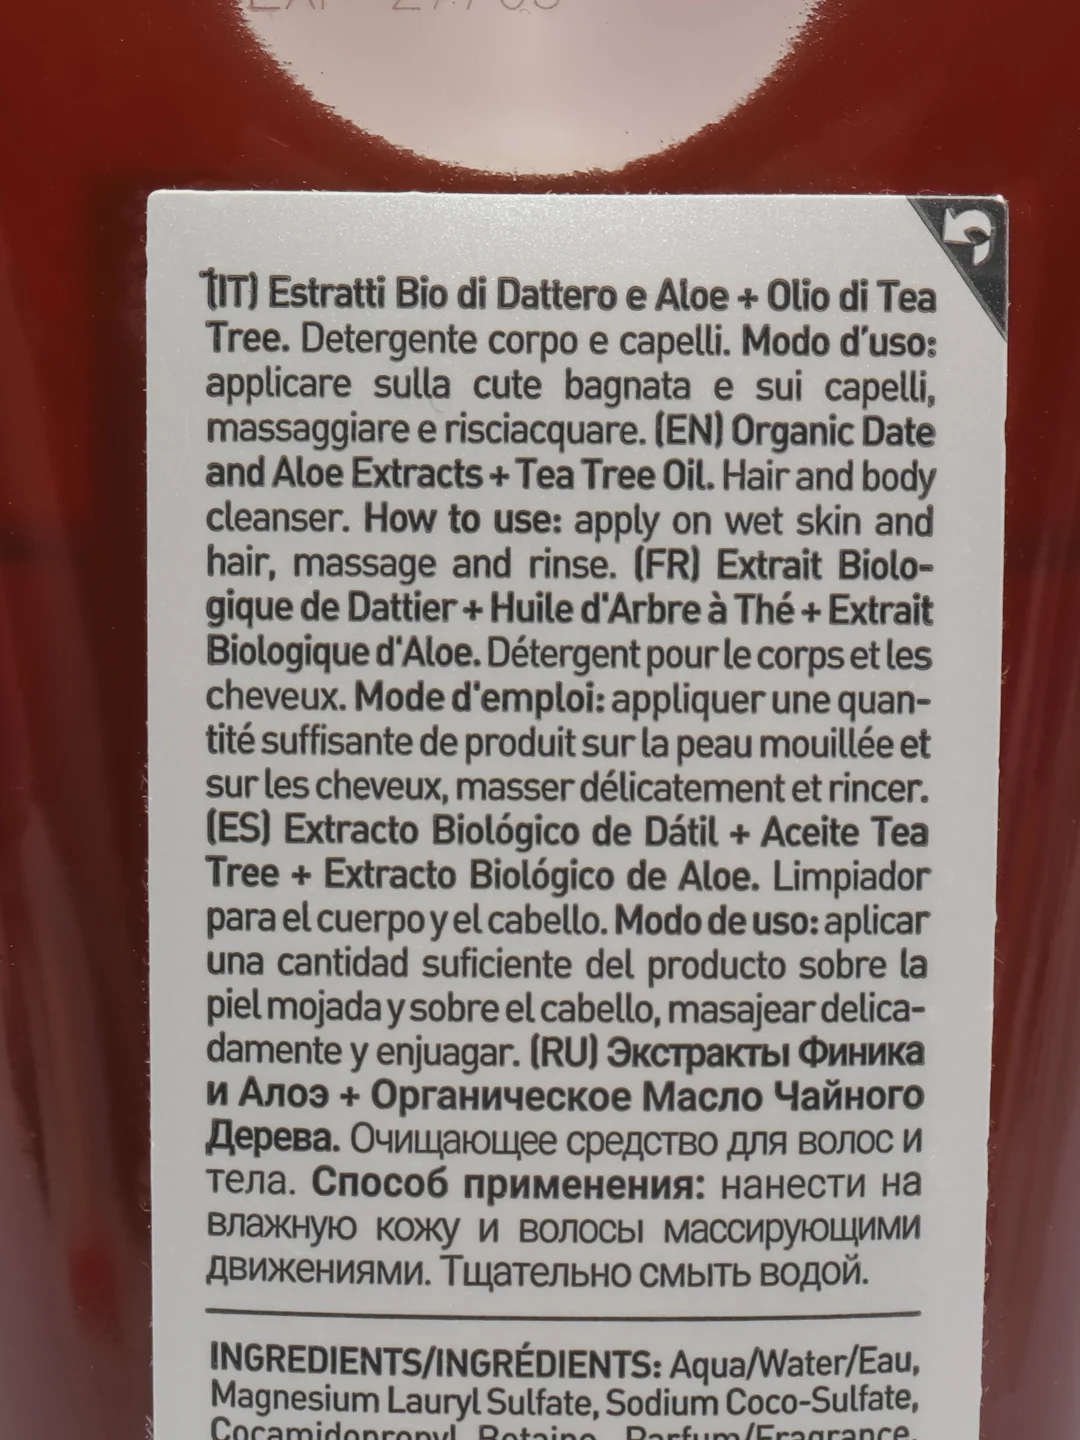 (IT) Estratti Bio di Dattero e Aloe + Olio di Tea
Tree. Detergente corpo e capelli. Modo d'uso:
applicare sulla cute bagnata e sui capelli,
massaggiare e risciacquare. (EN) Organic Date
and Aloe Extracts + Tea Tree Oil. Hair and body
cleanser. How to use: apply on wet skin and
hair, massage and rinse. (FR) Extrait Biolo-
gique de Dattier + Huile d'Arbre à Thé + Extrait
Biologique d'Aloe. Détergent pour le corps et les
cheveux. Mode d'emploi: appliquer une quan-
tité suffisante de produit sur la peau mouillée et
sur les cheveux, masser délicatement et rincer.
(ES) Extracto Biológico de Dátil + Aceite Tea
Tree + Extracto Biológico de Aloe. Limpiador
para el cuerpo y el cabello. Modo de uso: aplicar
una cantidad suficiente del producto sobre la
piel mojada y sobre el cabello, masajear delica-
damente y enjuagar. (RU) Экстракты Финика
и Алоэ + Органическое Масло Чайного
Дерева. Очищающее средство для волос и
тела. Способ применения: нанести на
влажную кожу и волосы массирующими
движениями. Тщательно смыть водой.
INGREDIENTS/INGRÉDIENTS: Aqua/Water/Eau,
Magnesium Lauryl Sulfate, Sodium Coco-Sulfate,
Cocamidopropyl Betaine, Parfum/Fragrance,